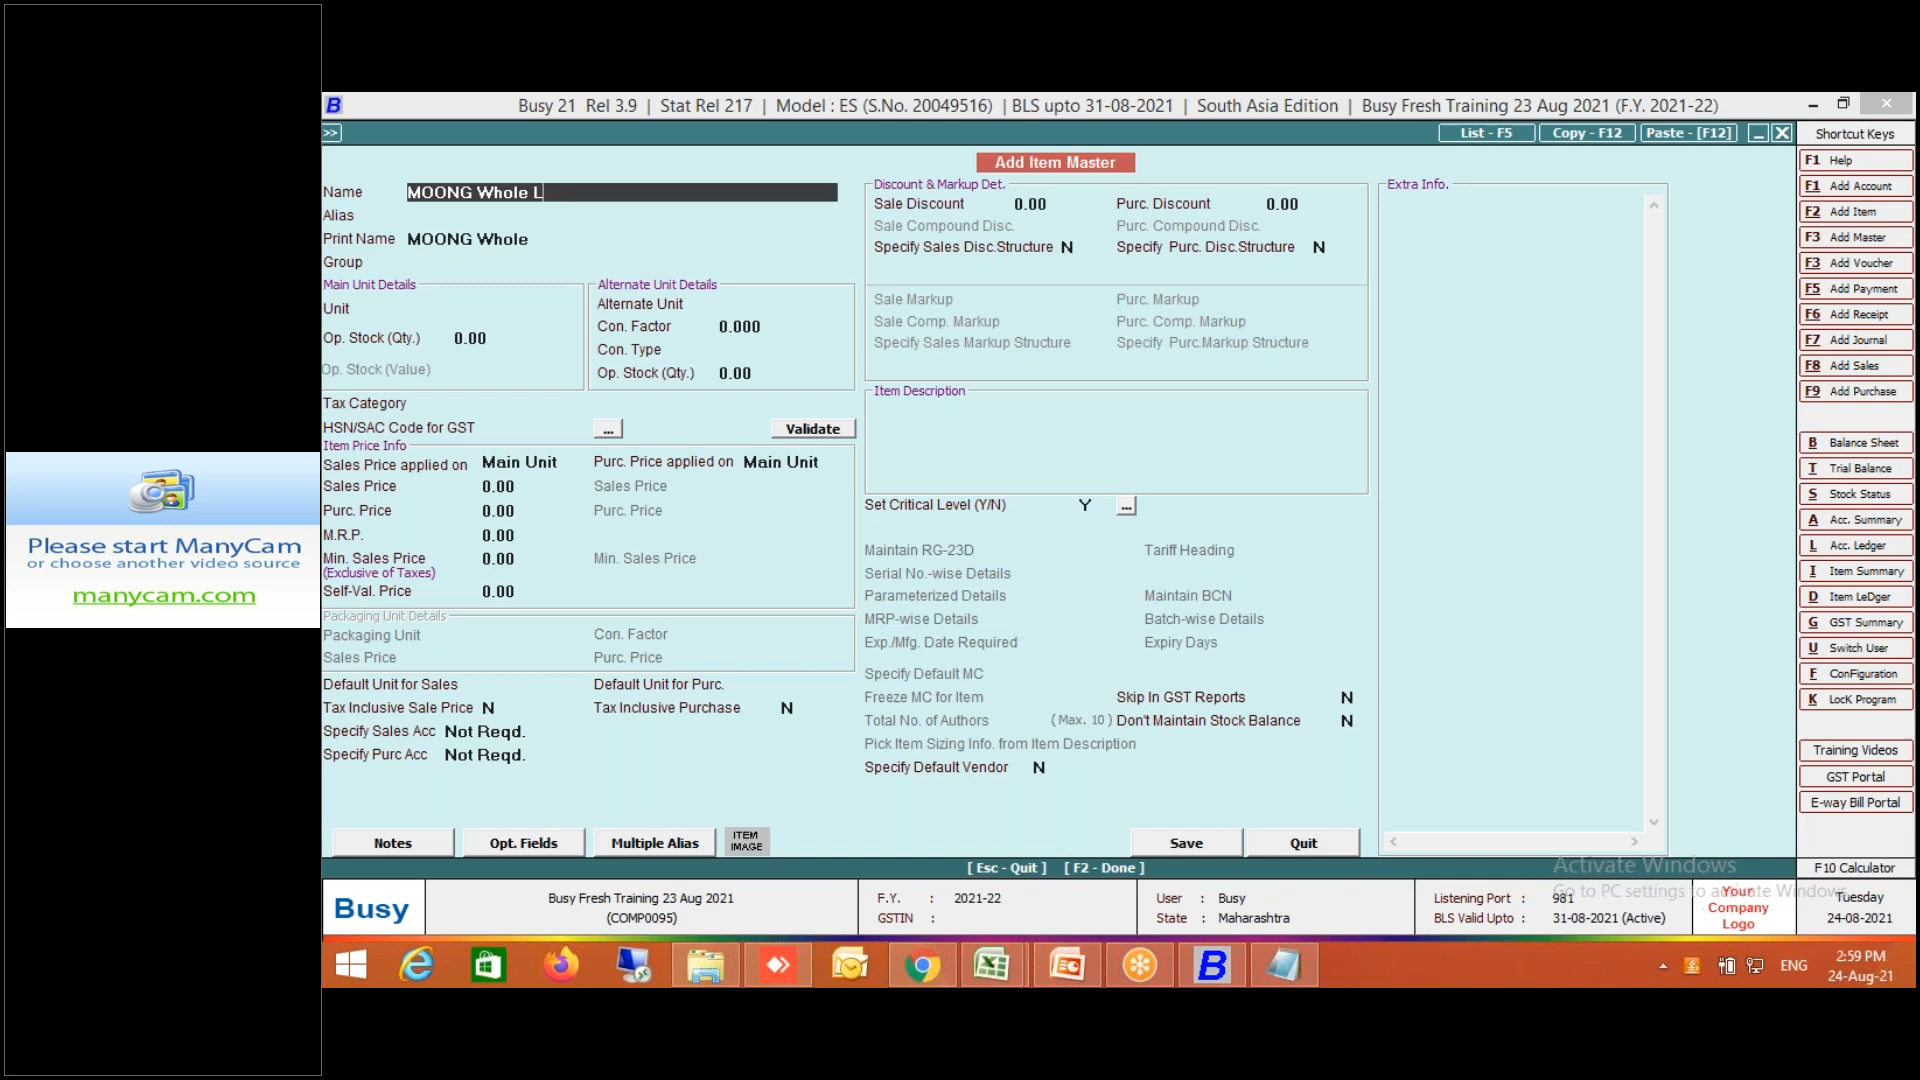 B Busy 21 Rel 3.9 | Stat Rel 217 | Model : ES (S.No. 20049516) | BLS upto 31-08-2021 | South Asia Edition | Busy Fresh Training 23 Aug 2021 (F.Y. 2021-22)
>> List - F5 Copy - F12 Paste - [F12] Shortcut Keys
Add Item Master
Name MOONG Whole L
Alias
Print Name MOONG Whole
Group
Main Unit Details
Unit
Op. Stock (Qty.) 0.00
Op. Stock (Value)
Alternate Unit Details
Alternate Unit
Con. Factor 0.000
Con. Type
Op. Stock (Qty.) 0.00
Tax Category
HSN/SAC Code for GST ... Validate
Item Price Info
Sales Price applied on Main Unit Purc. Price applied on Main Unit
Sales Price 0.00 Sales Price
Purc. Price 0.00 Purc. Price
M.R.P. 0.00
Min. Sales Price 0.00 Min. Sales Price
(Exclusive of Taxes)
Self-Val. Price 0.00
Packaging Unit Details
Packaging Unit Con. Factor
Sales Price Purc. Price
Default Unit for Sales Default Unit for Purc.
Tax Inclusive Sale Price N Tax Inclusive Purchase N
Specify Sales Acc Not Reqd.
Specify Purc Acc Not Reqd.
Notes Opt. Fields Multiple Alias ITEM IMAGE
Discount & Markup Det.
Sale Discount 0.00 Purc. Discount 0.00
Sale Compound Disc. Purc. Compound Disc.
Specify Sales Disc.Structure N Specify Purc. Disc.Structure N
Sale Markup Purc. Markup
Sale Comp. Markup Purc. Comp. Markup
Specify Sales Markup Structure Specify Purc.Markup Structure
Item Description
Set Critical Level (Y/N) Y ...
Maintain RG-23D Tariff Heading
Serial No.-wise Details
Parameterized Details Maintain BCN
MRP-wise Details Batch-wise Details
Exp./Mfg. Date Required Expiry Days
Specify Default MC
Freeze MC for Item Skip In GST Reports N
Total No. of Authors (Max. 10) Don't Maintain Stock Balance N
Pick Item Sizing Info. from Item Description
Specify Default Vendor N
Save Quit
Extra Info.
F1 Help
F1 Add Account
F2 Add Item
F3 Add Master
F3 Add Voucher
F5 Add Payment
F6 Add Receipt
F7 Add Journal
F8 Add Sales
F9 Add Purchase
B Balance Sheet
T Trial Balance
S Stock Status
A Acc. Summary
L Acc. Ledger
I Item Summary
D Item LeDger
G GST Summary
U Switch User
F ConFiguration
K LocK Program
Training Videos
GST Portal
E-way Bill Portal
F10 Calculator
[ Esc - Quit ] [ F2 - Done ]
Activate Windows
Go to PC settings to activate Windows.
Busy
Busy Fresh Training 23 Aug 2021
(COMP0095)
F.Y. : 2021-22
GSTIN :
User : Busy
State : Maharashtra
Listening Port : 981
BLS Valid Upto : 31-08-2021 (Active)
Your
Company
Logo
Tuesday
24-08-2021
ENG
2:59 PM
24-Aug-21
Please start ManyCam
or choose another video source
manycam.com